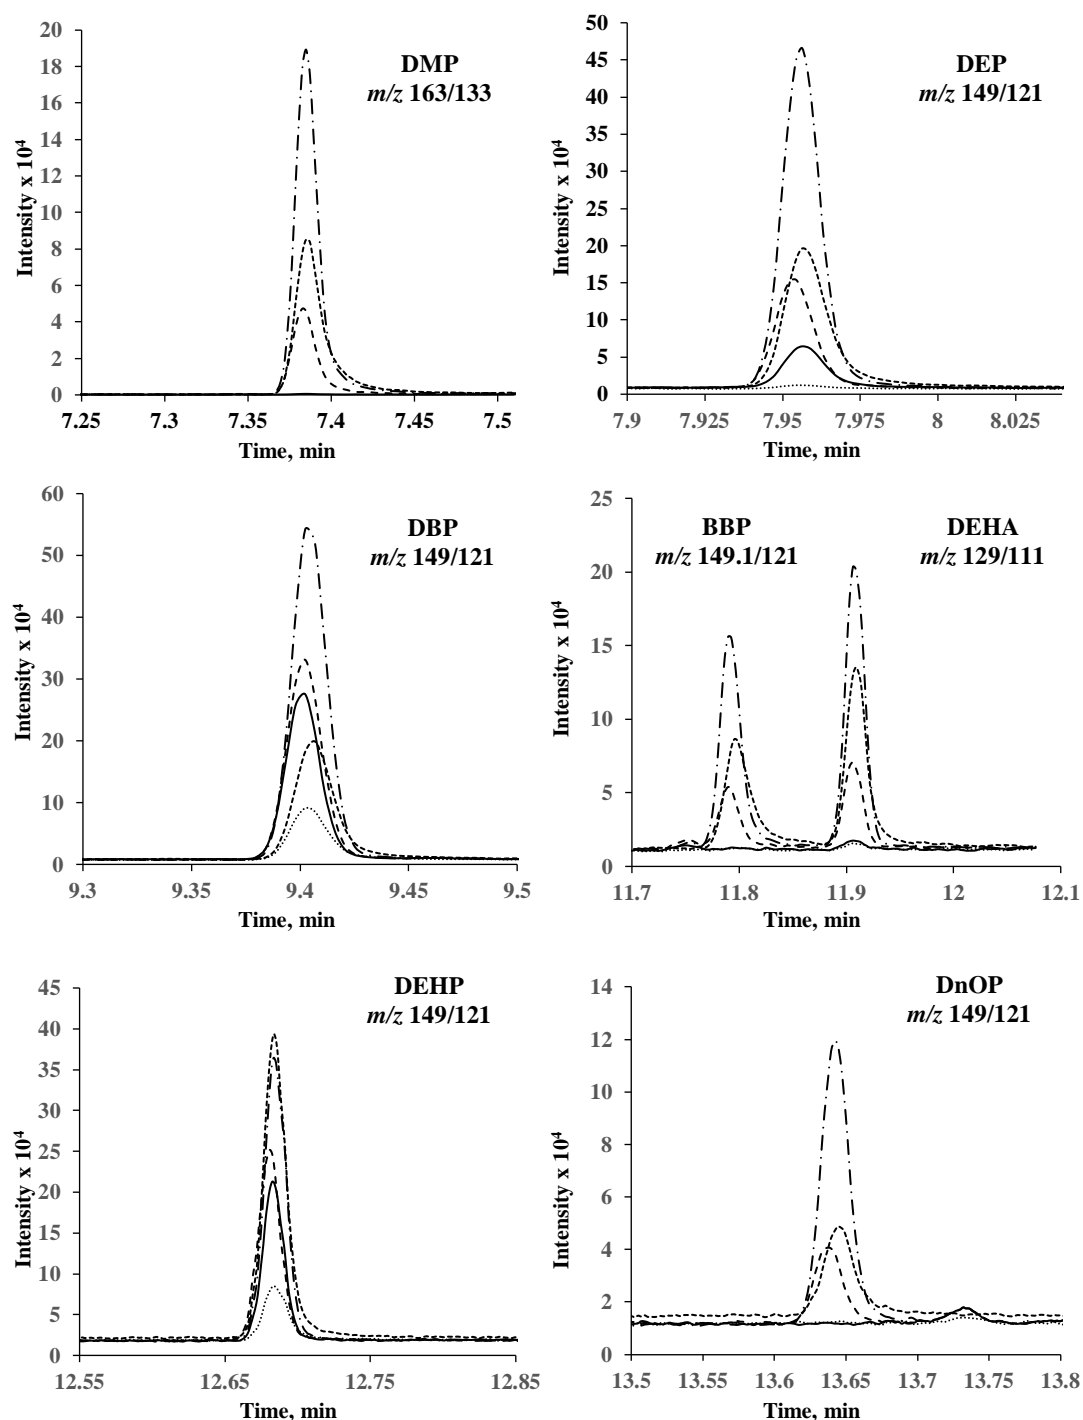 DMP
m/z 163/133
Intensity x 10⁴
20
18
16
14
12
10
8
6
4
2
0
7.25 7.3 7.35 7.4 7.45 7.5
Time, min
DEP
m/z 149/121
Intensity x 10⁴
50
45
40
35
30
25
20
15
10
5
0
7.9 7.925 7.95 7.975 8 8.025
Time, min
DBP
m/z 149/121
Intensity x 10⁴
60
50
40
30
20
10
0
9.3 9.35 9.4 9.45 9.5
Time, min
BBP
m/z 149.1/121
DEHA
m/z 129/111
Intensity x 10⁴
25
20
15
10
5
0
11.7 11.8 11.9 12 12.1
Time, min
DEHP
m/z 149/121
Intensity x 10⁴
45
40
35
30
25
20
15
10
5
0
12.55 12.65 12.75 12.85
Time, min
DnOP
m/z 149/121
Intensity x 10⁴
14
12
10
8
6
4
2
0
13.5 13.55 13.6 13.65 13.7 13.75 13.8
Time, min